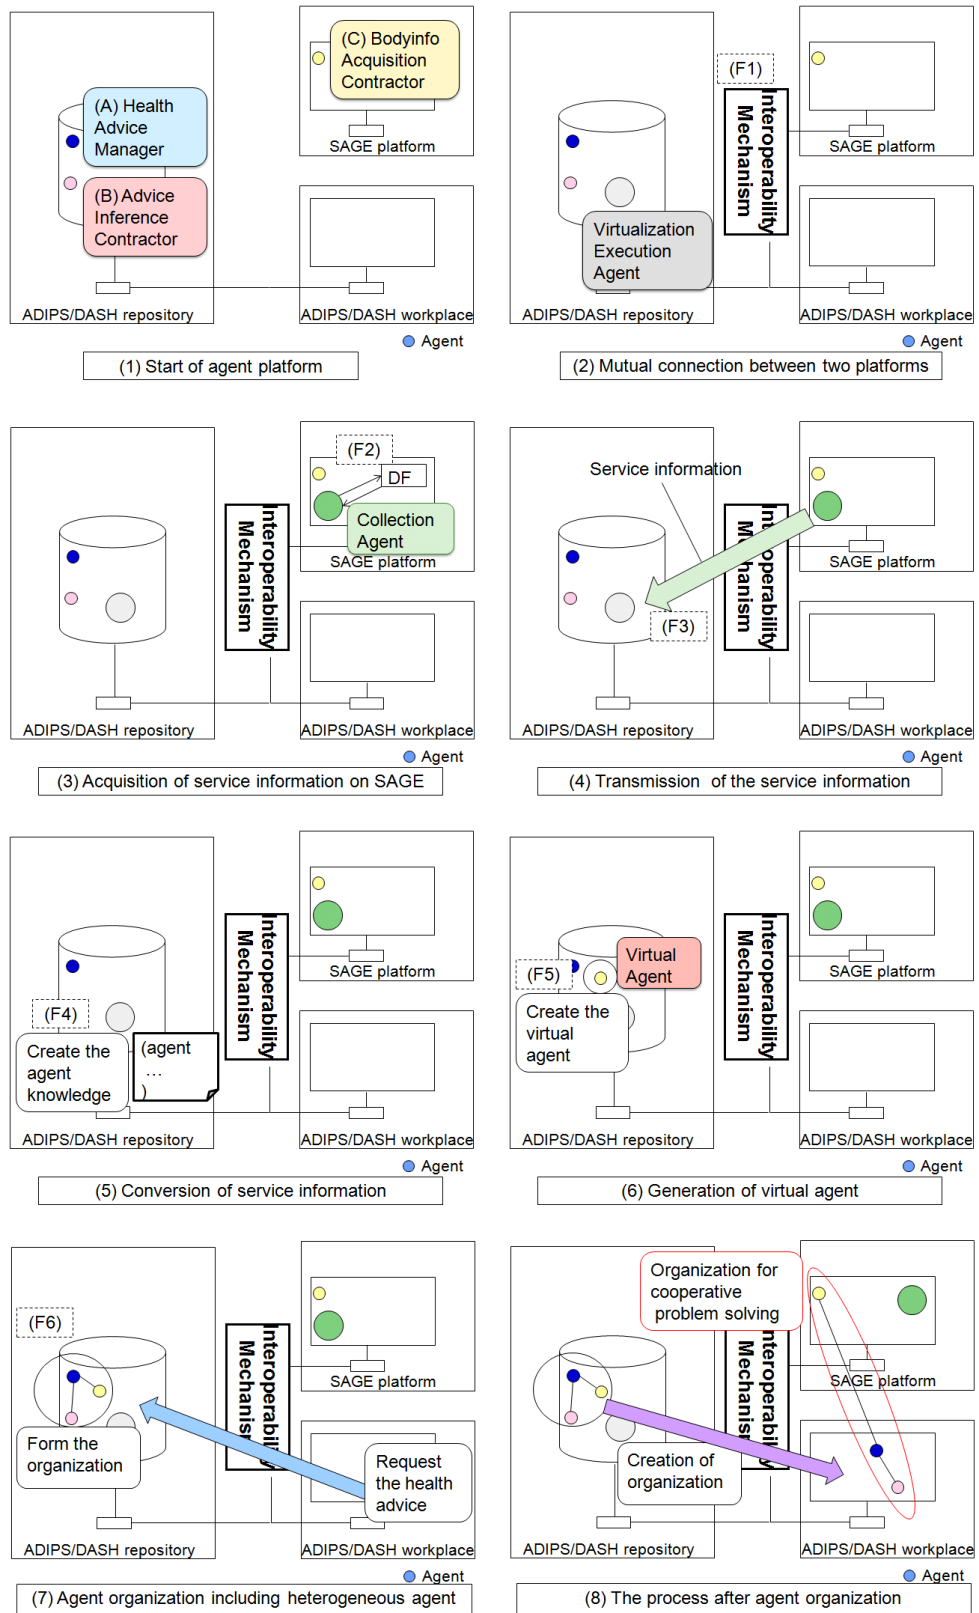 (A) Health
Advice
Manager
(B) Advice
Inference
Contractor
(C) Bodyinfo
Acquisition
Contractor
SAGE platform
ADIPS/DASH repository
ADIPS/DASH workplace
Agent
(1) Start of agent platform
(F1)
Interoperability
Mechanism
Virtualization
Execution
Agent
SAGE platform
ADIPS/DASH repository
ADIPS/DASH workplace
Agent
(2) Mutual connection between two platforms
(F2)
DF
Collection
Agent
Interoperability
Mechanism
SAGE platform
ADIPS/DASH repository
ADIPS/DASH workplace
Agent
(3) Acquisition of service information on SAGE
Service information
(F3)
Interoperability
Mechanism
SAGE platform
ADIPS/DASH repository
ADIPS/DASH workplace
Agent
(4) Transmission of the service information
(F4)
Create the
agent
knowledge
(agent
...
)
Interoperability
Mechanism
SAGE platform
ADIPS/DASH repository
ADIPS/DASH workplace
Agent
(5) Conversion of service information
(F5)
Virtual
Agent
Create the
virtual
agent
Interoperability
Mechanism
SAGE platform
ADIPS/DASH repository
ADIPS/DASH workplace
Agent
(6) Generation of virtual agent
(F6)
Form the
organization
Interoperability
Mechanism
Request
the health
advice
SAGE platform
ADIPS/DASH repository
ADIPS/DASH workplace
Agent
(7) Agent organization including heterogeneous agent
Organization for
cooperative
problem solving
Interoperability
Mechanism
Creation of
organization
SAGE platform
ADIPS/DASH repository
ADIPS/DASH workplace
Agent
(8) The process after agent organization